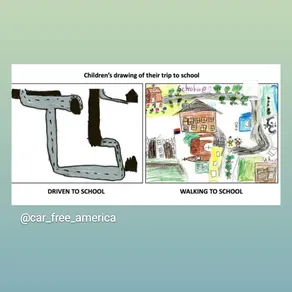 Children's drawing of their trip to school
DRIVEN TO SCHOOL
WALKING TO SCHOOL
@car_free_america